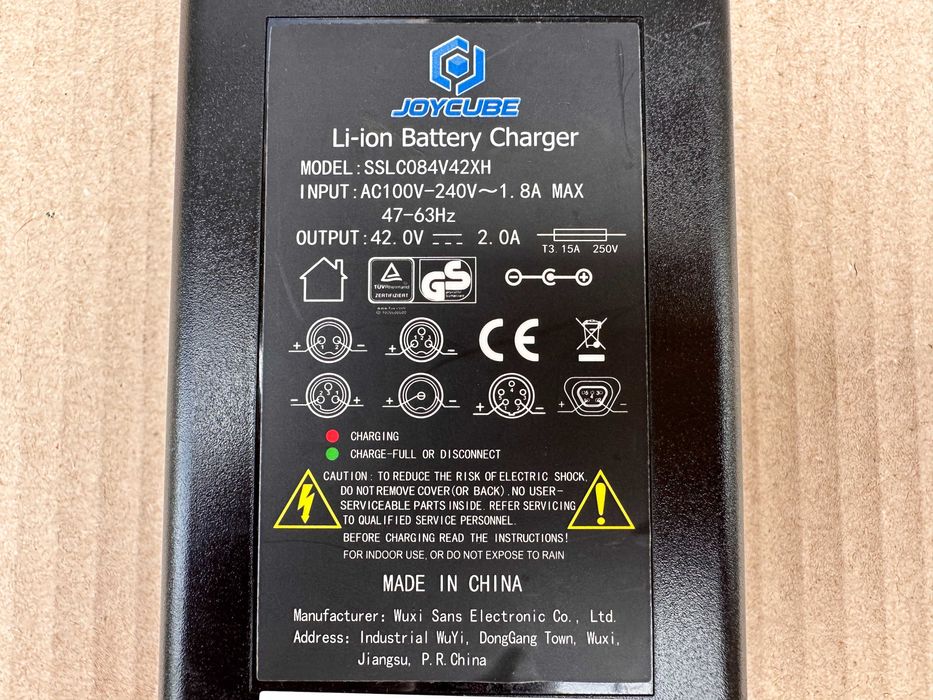 JOYCUBE
Li-ion Battery Charger
MODEL:SSLC084V42XH
INPUT:AC100V-240V～1.8A MAX
47-63Hz
OUTPUT:42.0V ⎓ 2.0A
T3.15A 250V
TÜVRheinland
ZERTIFIZIERT
GS
CE
CHARGING
CHARGE-FULL OR DISCONNECT
CAUTION: TO REDUCE THE RISK OF ELECTRIC SHOCK.
DO NOT REMOVE COVER(OR BACK).NO USER-
SERVICEABLE PARTS INSIDE. REFER SERVICING
TO QUALIFIED SERVICE PERSONNEL.
BEFORE CHARGING READ THE INSTRUCTIONS!
FOR INDOOR USE, OR DO NOT EXPOSE TO RAIN
MADE IN CHINA
Manufacturer: Wuxi Sans Electronic Co., Ltd.
Address: Industrial WuYi, DongGang Town, Wuxi,
Jiangsu, P.R.China